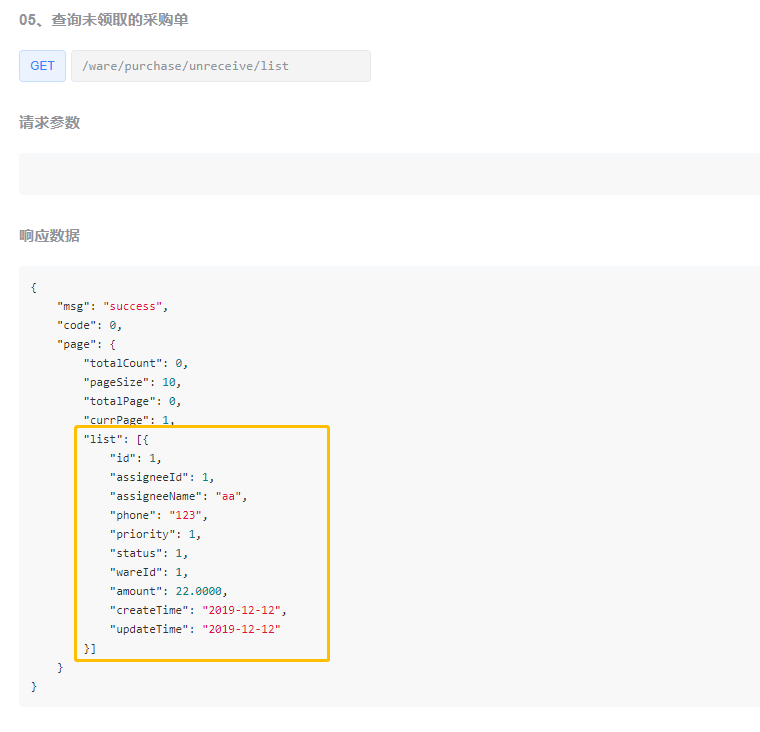 05、查询未领取的采购单
GET /ware/purchase/unreceive/list
请求参数
响应数据
{
    "msg": "success",
    "code": 0,
    "page": {
        "totalCount": 0,
        "pageSize": 10,
        "totalPage": 0,
        "currPage": 1,
        "list": [{
            "id": 1,
            "assigneeId": 1,
            "assigneeName": "aa",
            "phone": "123",
            "priority": 1,
            "status": 1,
            "wareId": 1,
            "amount": 22.0000,
            "createTime": "2019-12-12",
            "updateTime": "2019-12-12"
        }]
    }
}